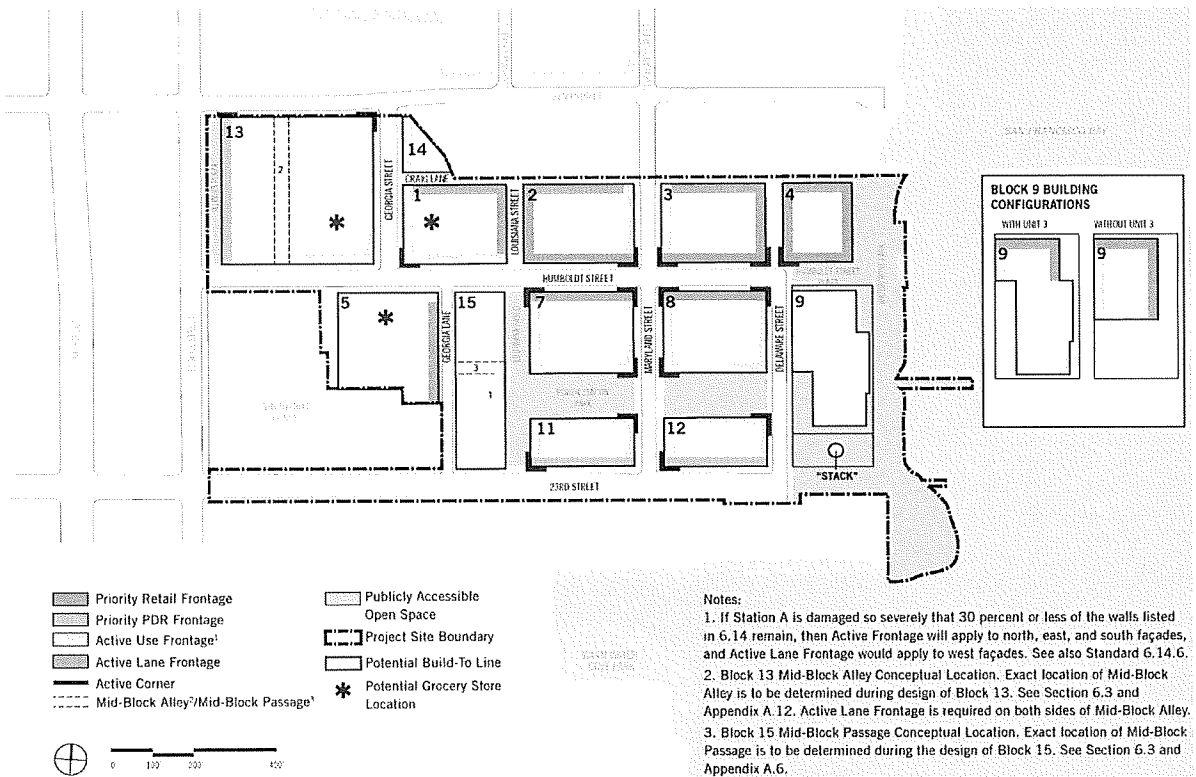 SAN FRANCISCO BAY
13
14
CRAIG LANE
GEORGIA STREET
2
1
LOUISIANA STREET
2
3
4
HUMBOLDT STREET
5
GEORGIA LANE
15
3
1
7
MARYLAND STREET
8
DELAWARE STREET
9
11
12
"STACK"
23RD STREET
BLOCK 9 BUILDING
CONFIGURATIONS
WITH UNIT 3
WITHOUT UNIT 3
9
9
Priority Retail Frontage
Priority PDR Frontage
Active Use Frontage¹
Active Lane Frontage
Active Corner
Mid-Block Alley²/Mid-Block Passage³
Publicly Accessible
Open Space
Project Site Boundary
Potential Build-To Line
Potential Grocery Store
Location
0 100 200 400'
Notes:
1. If Station A is damaged so severely that 30 percent or less of the walls listed
in 6.14 remain, then Active Frontage will apply to north, east, and south façades,
and Active Lane Frontage would apply to west façades. See also Standard 6.14.6.
2. Block 13 Mid-Block Alley Conceptual Location. Exact location of Mid-Block
Alley is to be determined during design of Block 13. See Section 6.3 and
Appendix A.12. Active Lane Frontage is required on both sides of Mid-Block Alley.
3. Block 15 Mid-Block Passage Conceptual Location. Exact location of Mid-Block
Passage is to be determined during the design of Block 15. See Section 6.3 and
Appendix A.6.